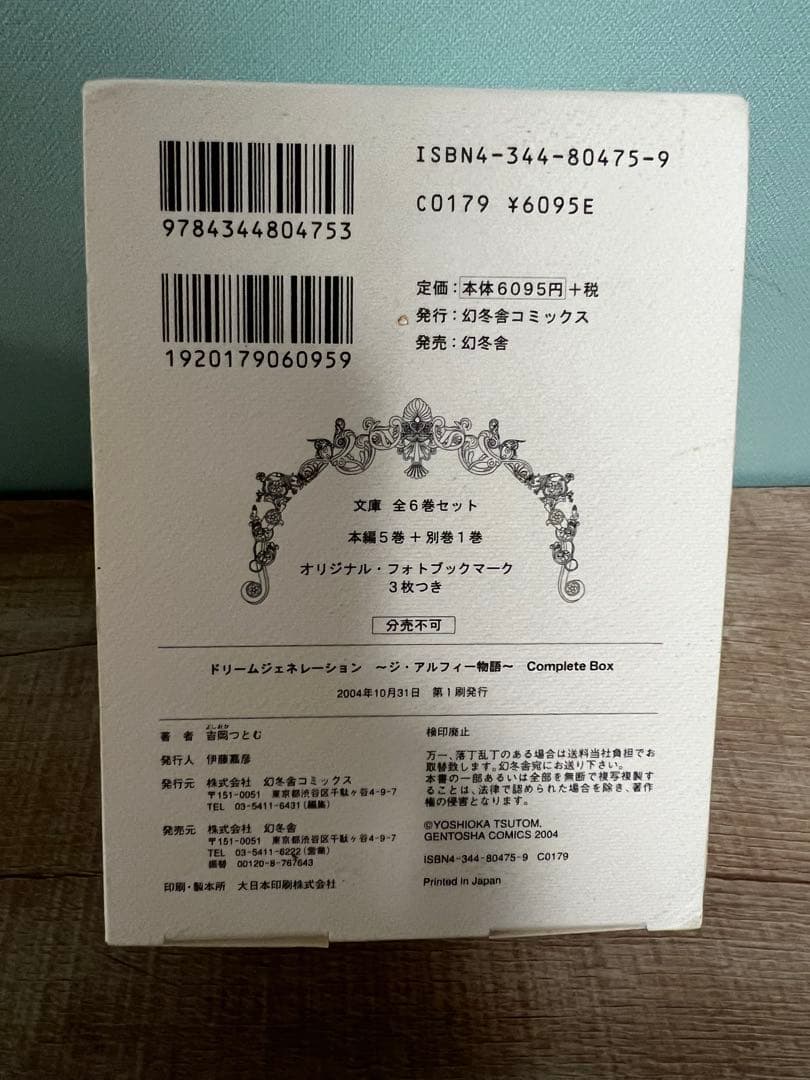 9784344804753
ISBN4-344-80475-9
C0179 ¥6095E
1920179060959
定価：本体6095円＋税
発行：幻冬舎コミックス
発売：幻冬舎
文庫 全6巻セット
本編5巻＋別巻1巻
オリジナル・フォトブックマーク
3枚つき
分売不可
ドリームジェネレーション ～ジ・アルフィー物語～ Complete Box
2004年10月31日 第1刷発行
よしおか
著者 吉岡つとむ
発行人 伊藤嘉彦
発行元 株式会社 幻冬舎コミックス
〒151-0051 東京都渋谷区千駄ヶ谷4-9-7
TEL 03-5411-6431（編集）
発売元 株式会社 幻冬舎
〒151-0051 東京都渋谷区千駄ヶ谷4-9-7
TEL 03-5411-6222（営業）
振替 00120-8-767643
印刷・製本所 大日本印刷株式会社
検印廃止
万一、落丁乱丁のある場合は送料当社負担でお
取替致します。幻冬舎宛にお送り下さい。
本書の一部あるいは全部を無断で複写複製す
ることは、法律で認められた場合を除き、著作
権の侵害となります。
©YOSHIOKA TSUTOM,
GENTOSHA COMICS 2004
ISBN4-344-80475-9 C0179
Printed in Japan